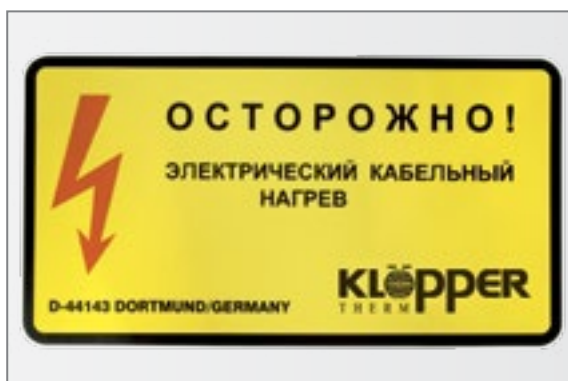 ОСТОРОЖНО!
ЭЛЕКТРИЧЕСКИЙ КАБЕЛЬНЫЙ
НАГРЕВ
KLÖPPER
THERM
D-44143 DORTMUND/GERMANY